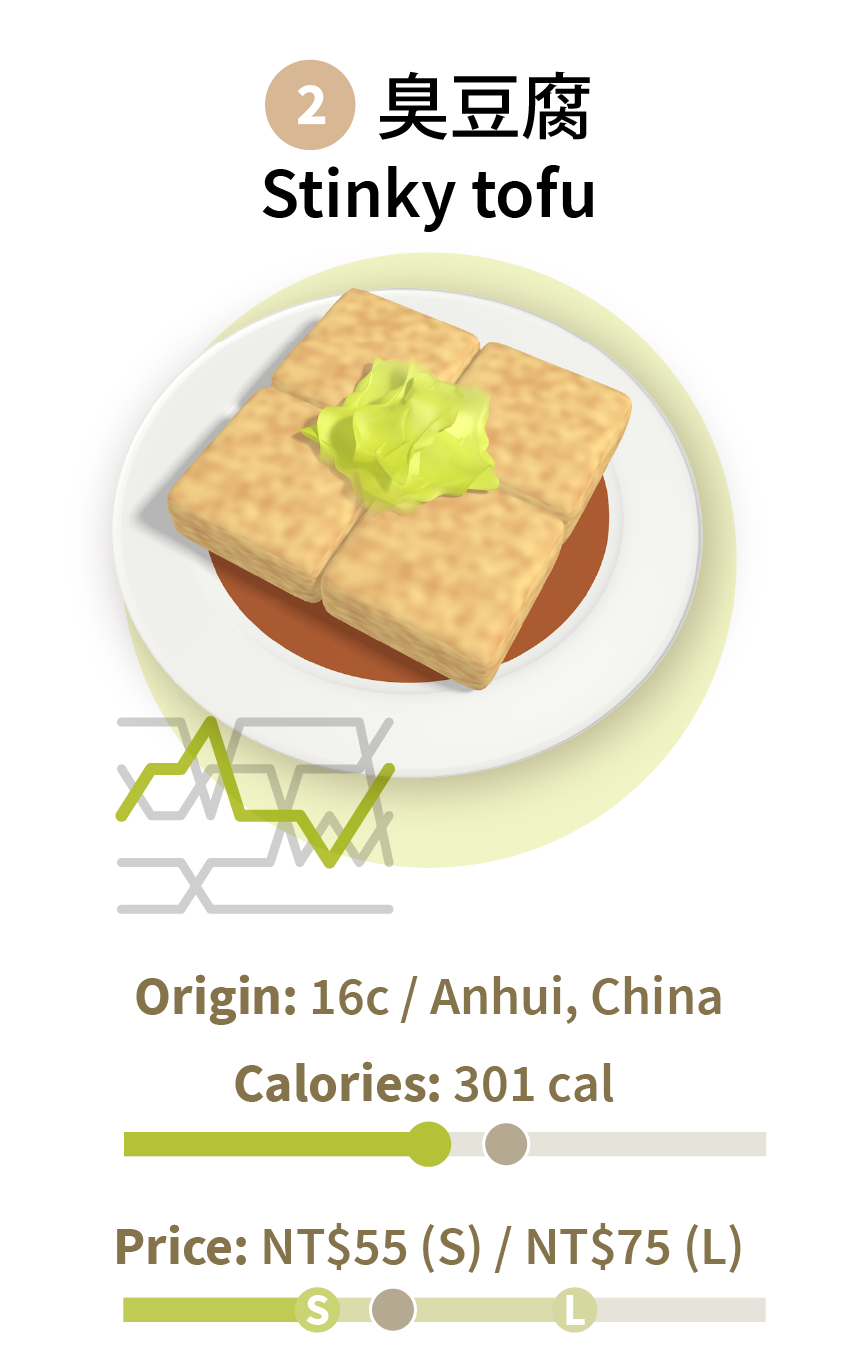 2 臭豆腐
Stinky tofu
Origin: 16c / Anhui, China
Calories: 301 cal
Price: NT$55 (S) / NT$75 (L)
S L